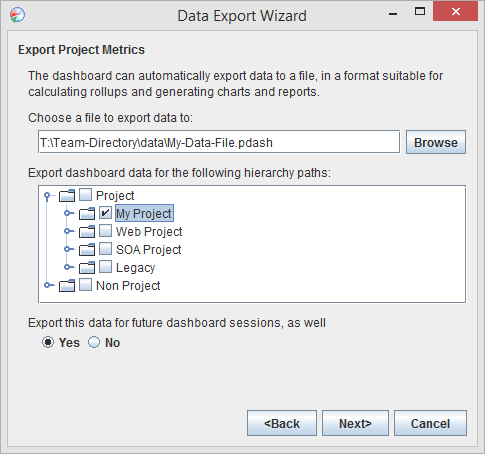 Data Export Wizard
Export Project Metrics
The dashboard can automatically export data to a file, in a format suitable for
calculating rollups and generating charts and reports.
Choose a file to export data to:
T:\Team-Directory\data\My-Data-File.pdash
Browse
Export dashboard data for the following hierarchy paths:
Project
My Project
Web Project
SOA Project
Legacy
Non Project
Export this data for future dashboard sessions, as well
Yes No
<Back Next> Cancel